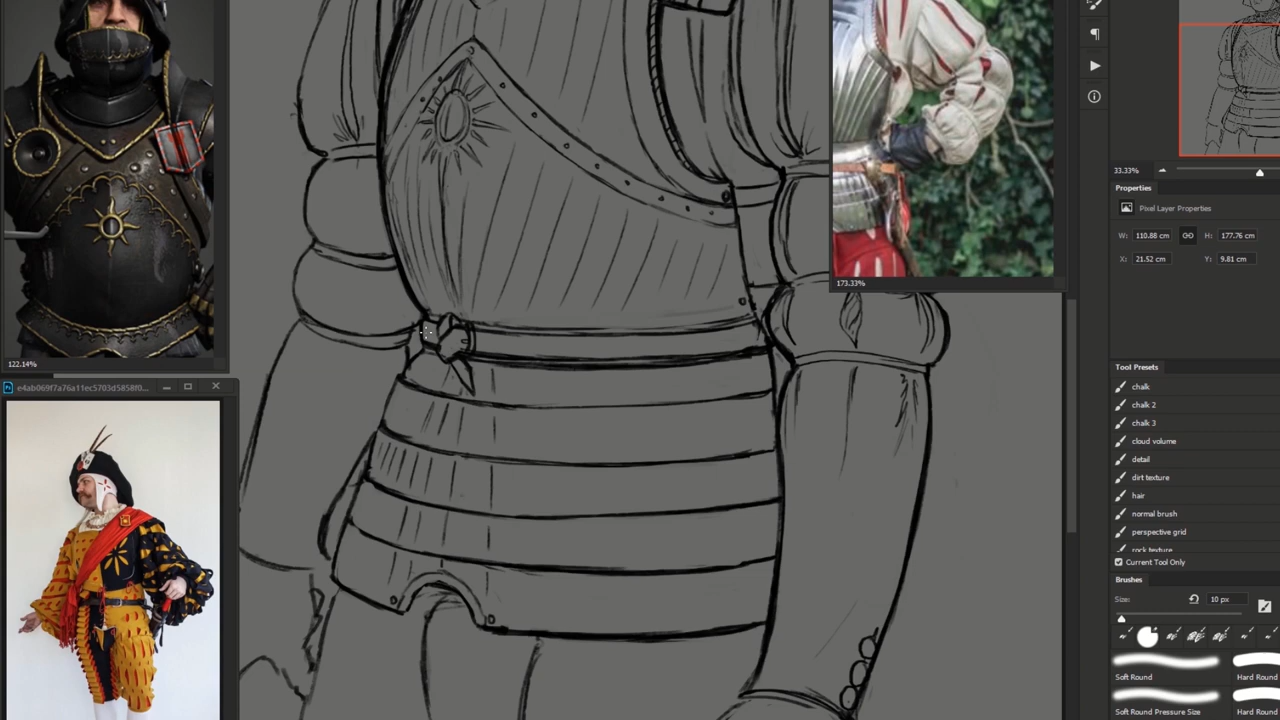 122.14%
e4ab069f7a76a11ec5703d5858f0...
173.33%
33.33%
Properties
Pixel Layer Properties
W: 110.88 cm H: 177.76 cm
X: 21.52 cm Y: 9.81 cm
Tool Presets
chalk
chalk 2
chalk 3
cloud volume
detail
dirt texture
hair
normal brush
perspective grid
rock texture
Current Tool Only
Brushes
Size: 10 px
Soft Round Hard Round
Soft Round Pressure Size Hard Round